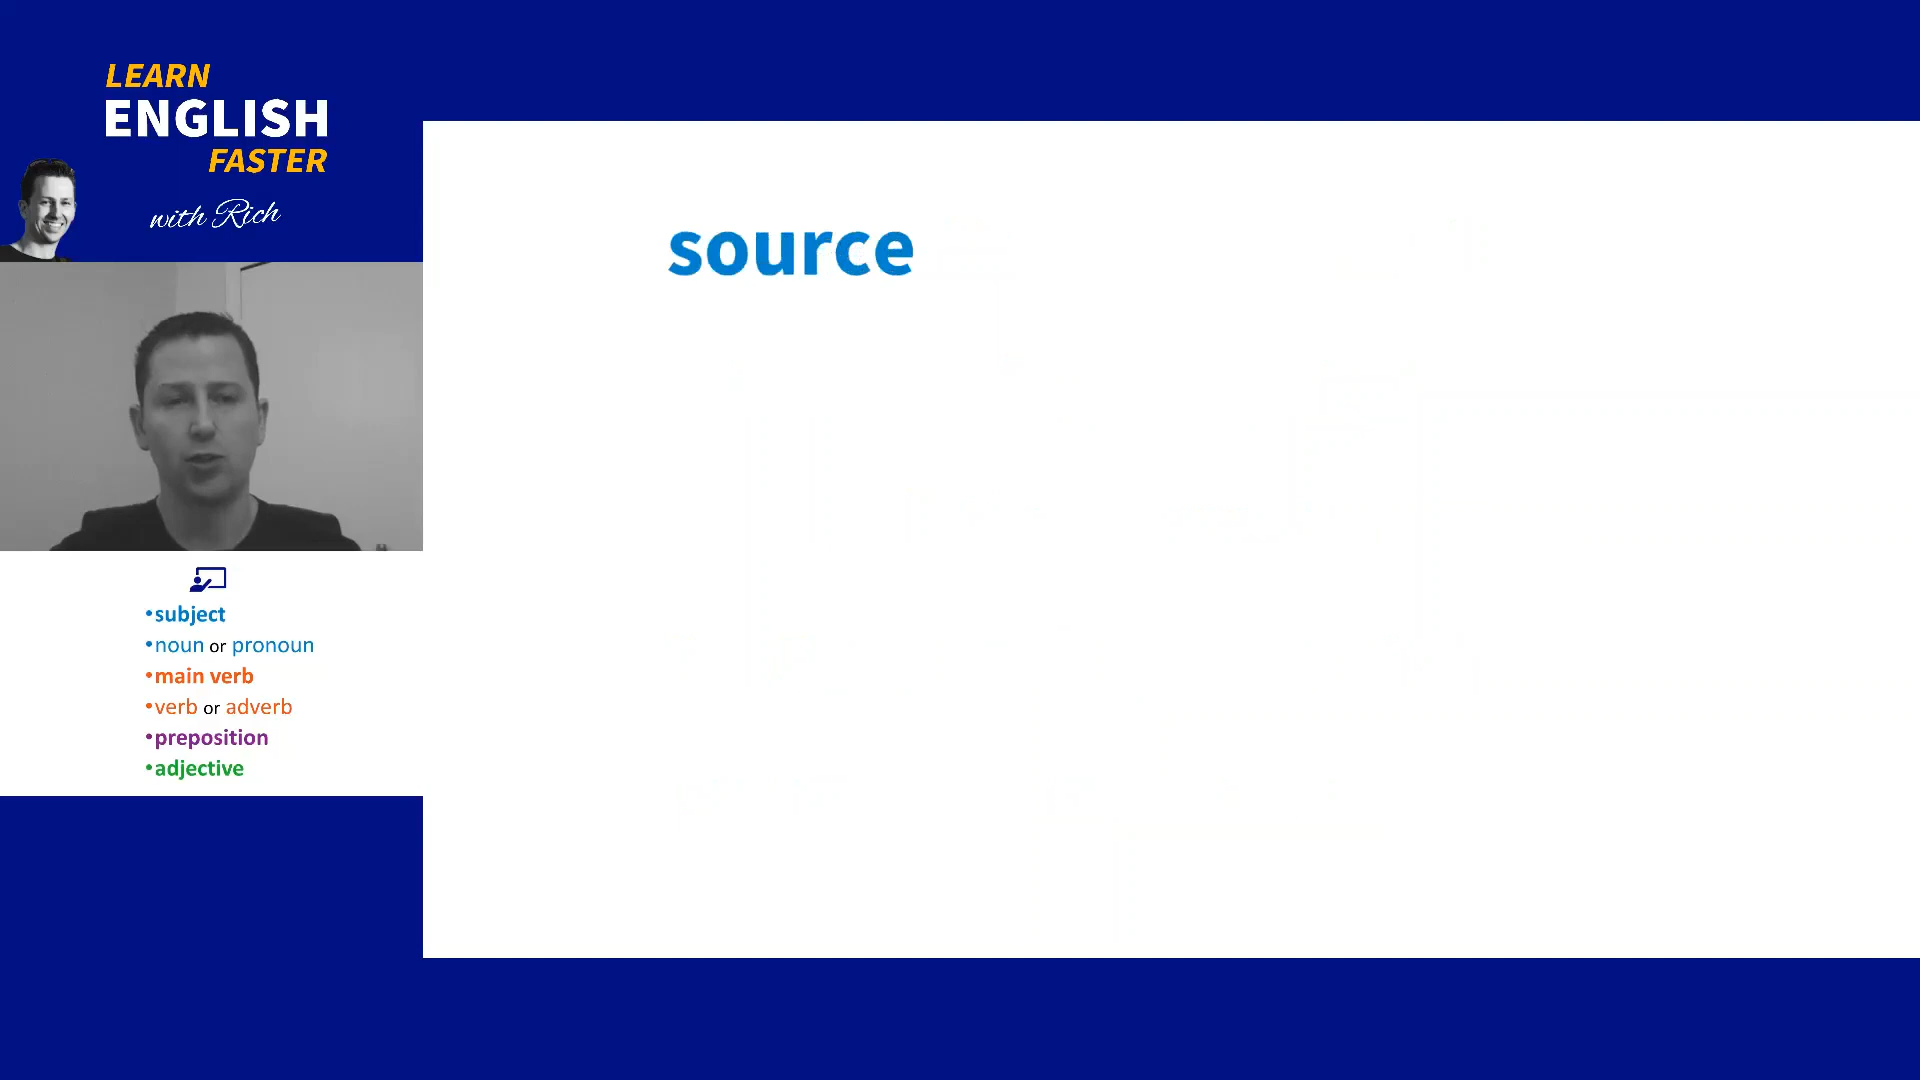 LEARN
ENGLISH
FASTER
with Rich
source
•subject
•noun or pronoun
•main verb
•verb or adverb
•preposition
•adjective